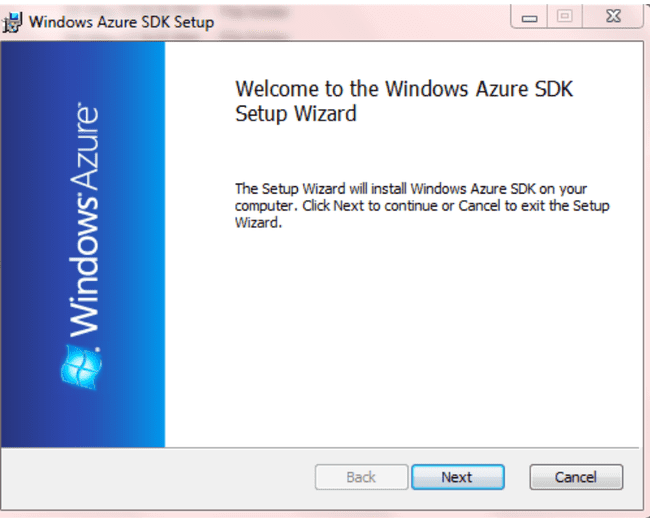 Windows Azure SDK Setup
Welcome to the Windows Azure SDK
Setup Wizard
The Setup Wizard will install Windows Azure SDK on your
computer. Click Next to continue or Cancel to exit the Setup
Wizard.
Windows Azure™
Back
Next
Cancel